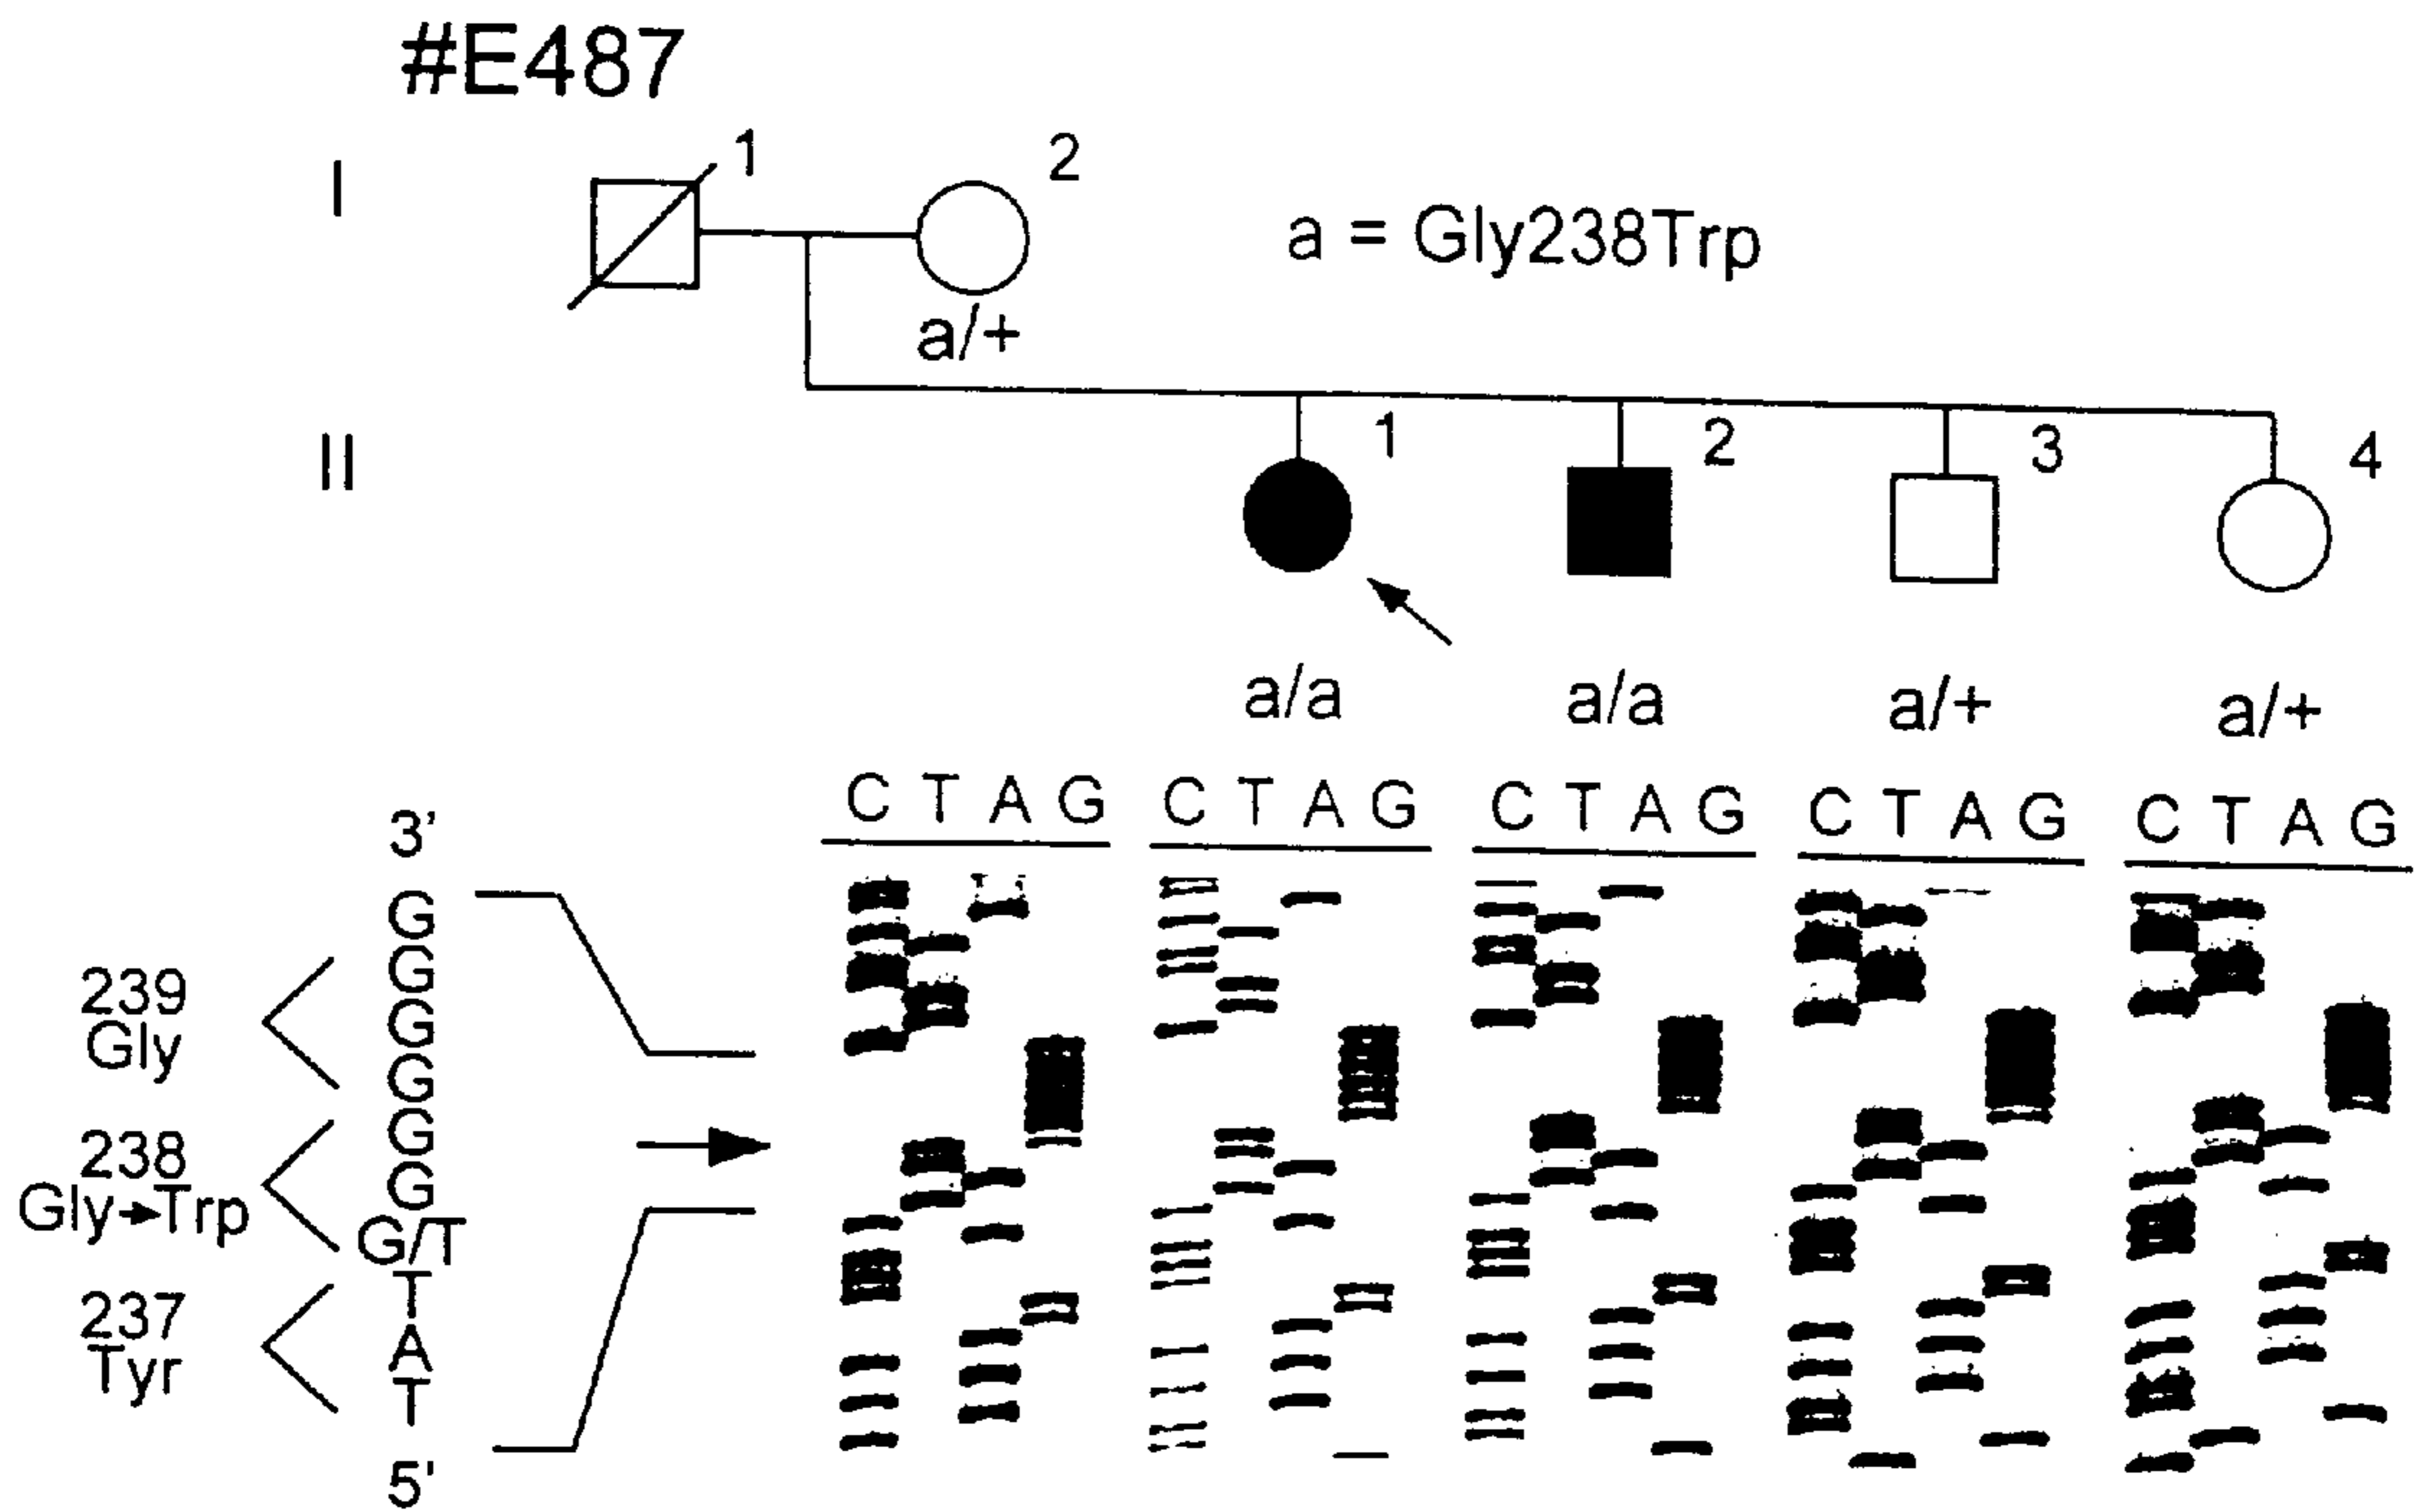 #E487
I
1
2
a = Gly238Trp
a/+
II
1
2
3
4
a/a
a/a
a/+
a/+
C T A G
C T A G
C T A G
C T A G
C T A G
3'
G
G
239
Gly
G
G
G
238
Gly→Trp
G
G/T
T
237
Tyr
A
T
5'